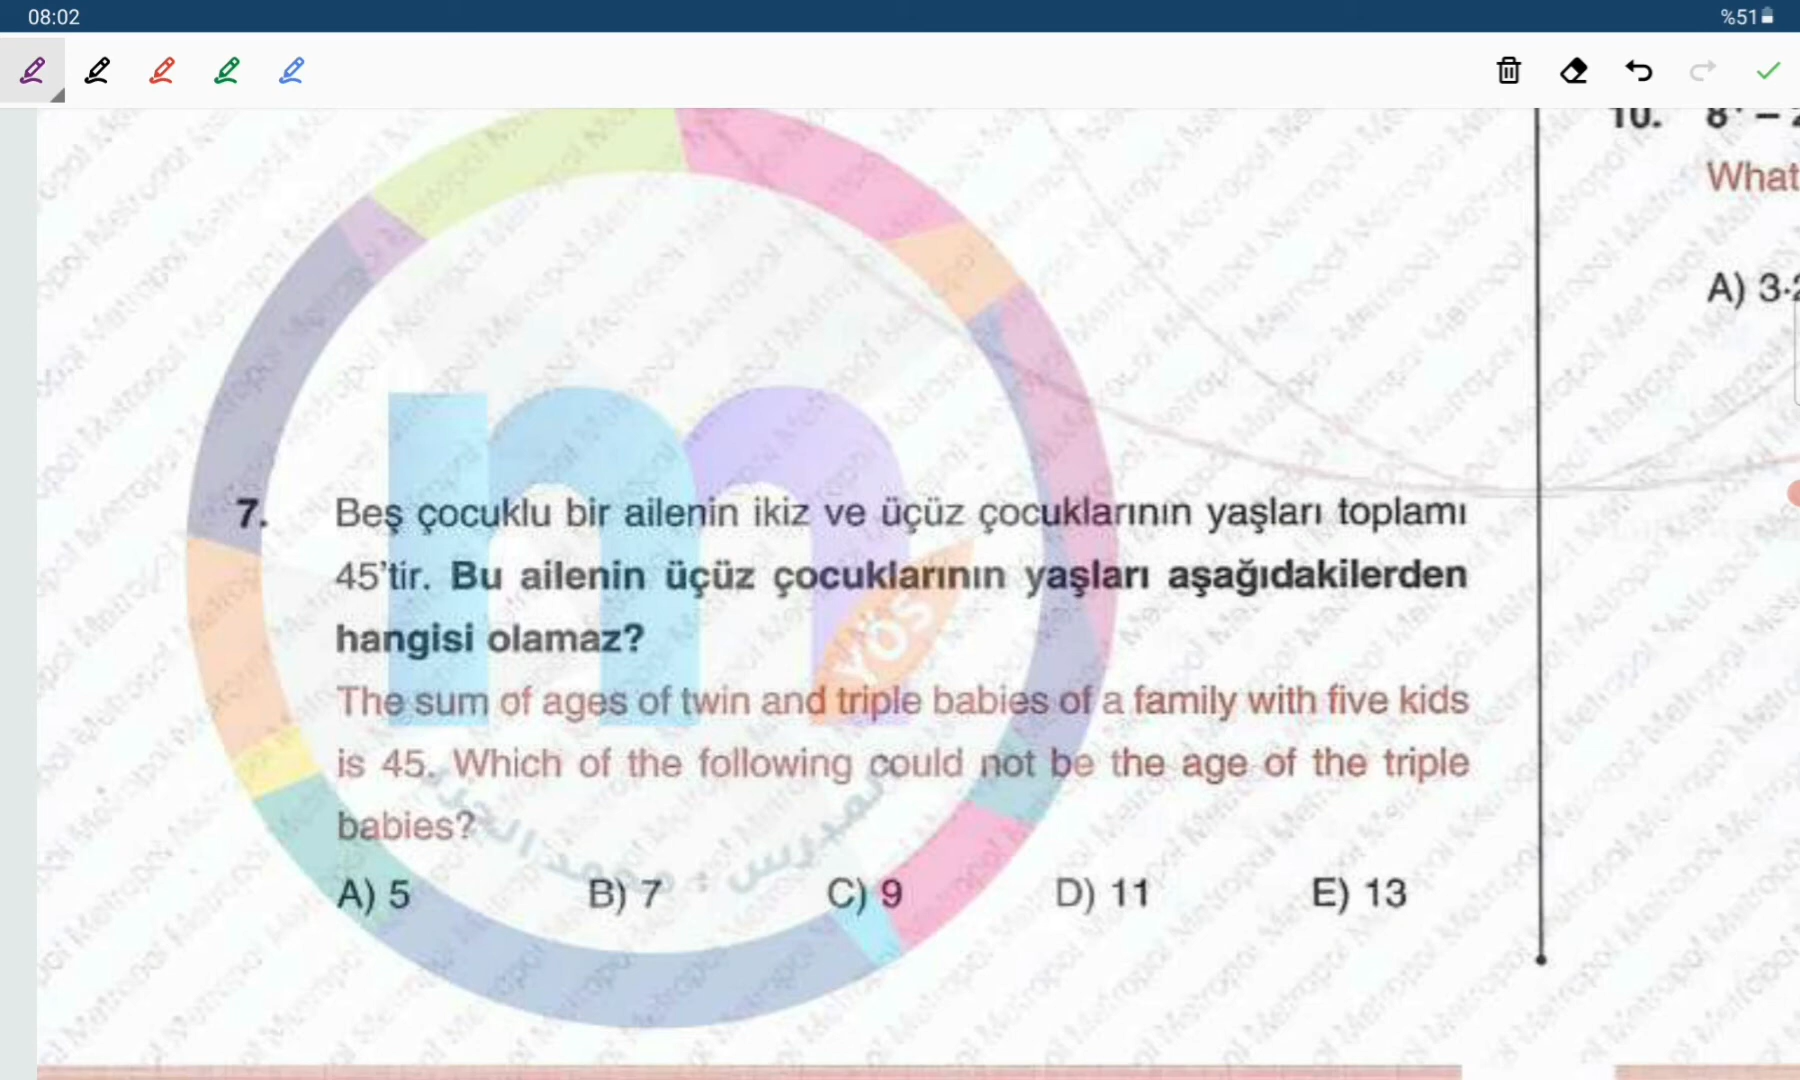 08:02
%51
10.
What
A) 3·2
7. Beş çocuklu bir ailenin ikiz ve üçüz çocuklarının yaşları toplamı
45'tir. Bu ailenin üçüz çocuklarının yaşları aşağıdakilerden
hangisi olamaz?
YÖS
The sum of ages of twin and triple babies of a family with five kids
is 45. Which of the following could not be the age of the triple
babies?
A) 5 B) 7 C) 9 D) 11 E) 13